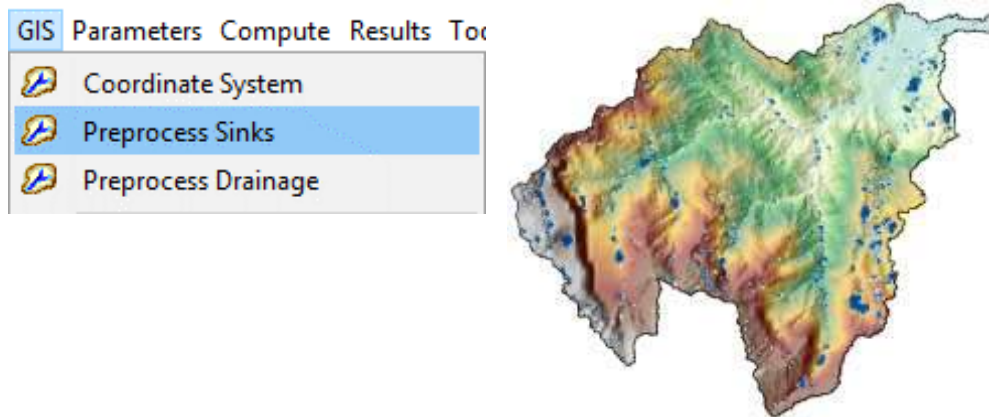 GIS Parameters Compute Results
Coordinate System
Preprocess Sinks
Preprocess Drainage